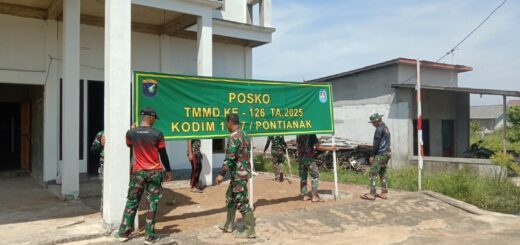 POSKO
TMMD KE - 126 TA.2025
KODIM 1207 / PONTIANAK